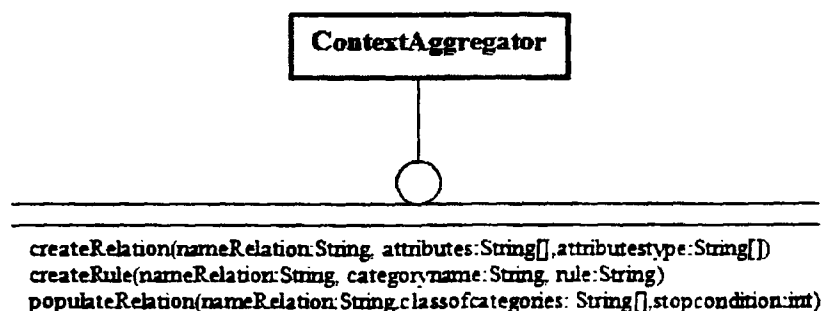 ContextAggregator
createRelation(nameRelation:String, attributes:String[],attributestype:String[])
createRule(nameRelation:String, categoryname:String, rule:String)
populateRelation(nameRelation:String,classofcategories: String[],stopcondition:int)